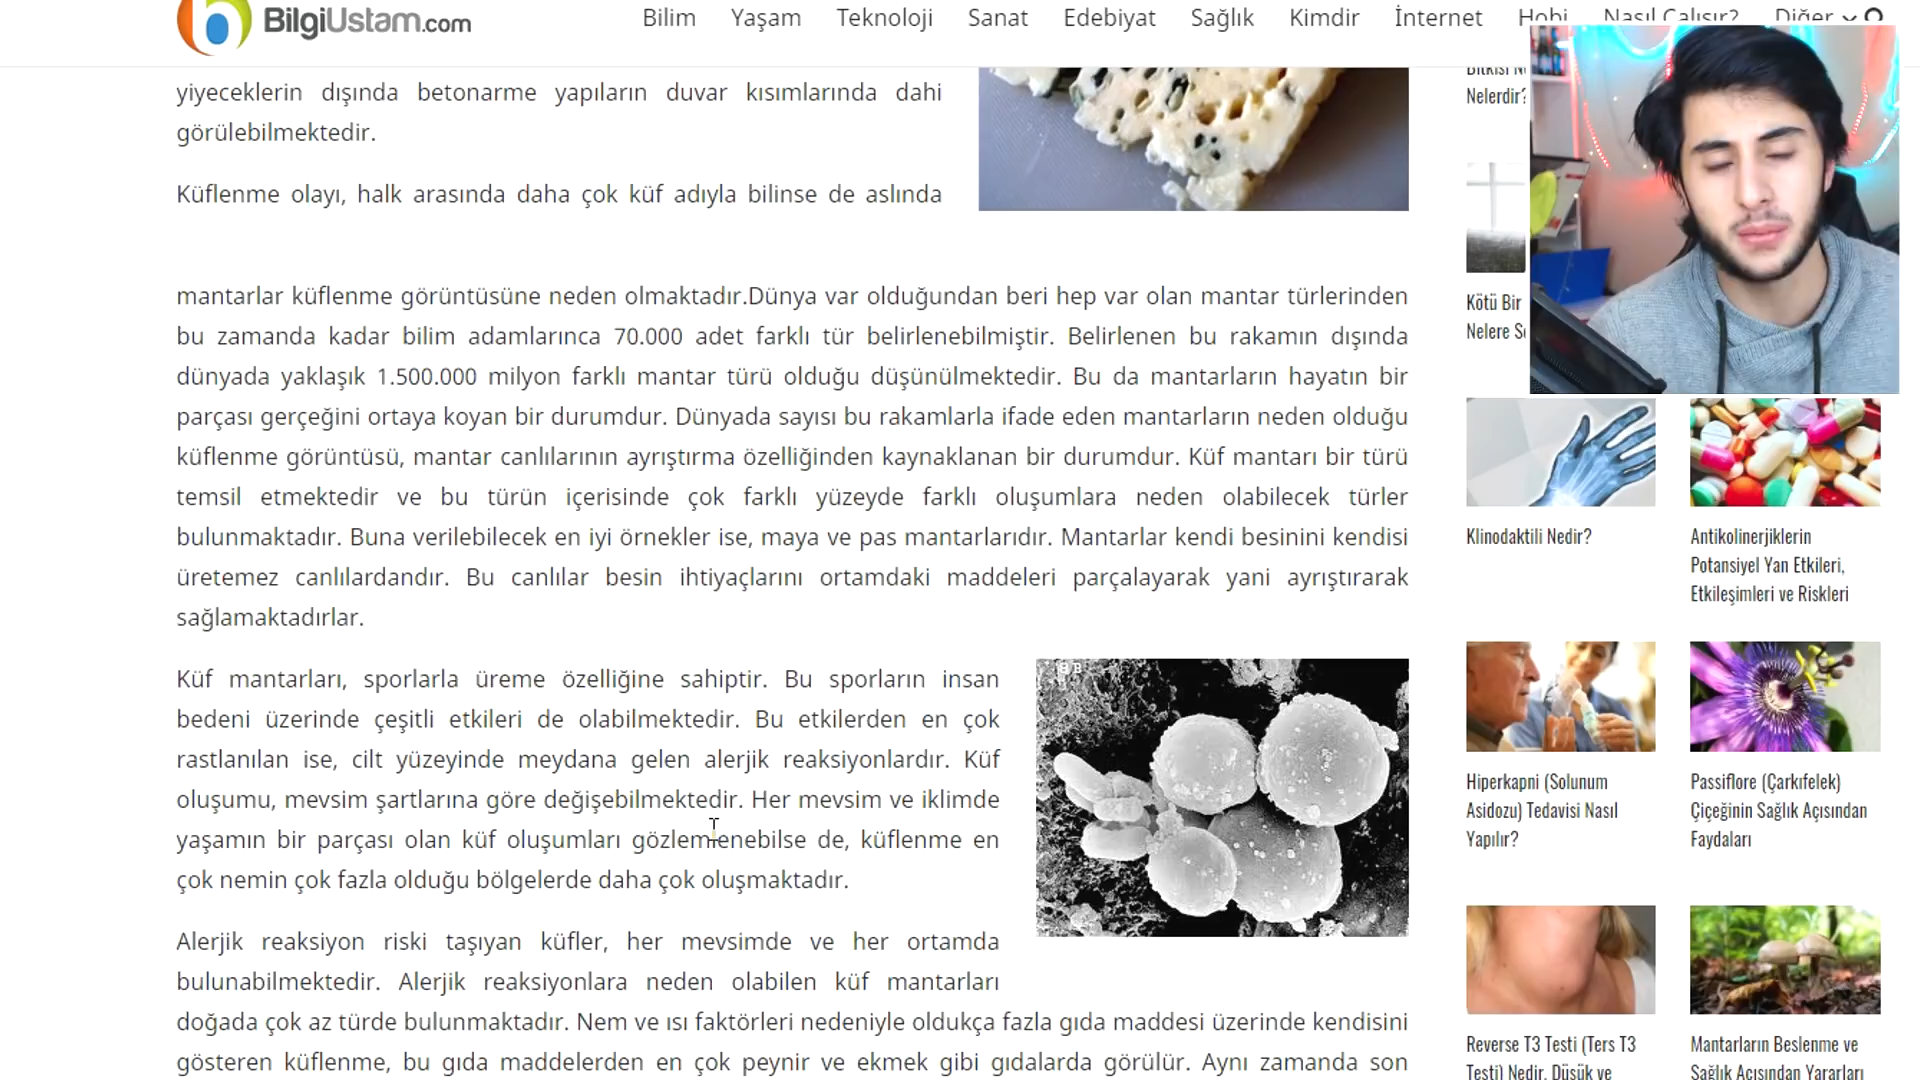 BilgiUstam.com
Bilim Yaşam Teknoloji Sanat Edebiyat Sağlık Kimdir İnternet Hobi Nasıl Çalışır? Diğer
yiyeceklerin dışında betonarme yapıların duvar kısımlarında dahi
görülebilmektedir.
Küflenme olayı, halk arasında daha çok küf adıyla bilinse de aslında
mantarlar küflenme görüntüsüne neden olmaktadır.Dünya var olduğundan beri hep var olan mantar türlerinden
bu zamanda kadar bilim adamlarınca 70.000 adet farklı tür belirlenebilmiştir. Belirlenen bu rakamın dışında
dünyada yaklaşık 1.500.000 milyon farklı mantar türü olduğu düşünülmektedir. Bu da mantarların hayatın bir
parçası gerçeğini ortaya koyan bir durumdur. Dünyada sayısı bu rakamlarla ifade eden mantarların neden olduğu
küflenme görüntüsü, mantar canlılarının ayrıştırma özelliğinden kaynaklanan bir durumdur. Küf mantarı bir türü
temsil etmektedir ve bu türün içerisinde çok farklı yüzeyde farklı oluşumlara neden olabilecek türler
bulunmaktadır. Buna verilebilecek en iyi örnekler ise, maya ve pas mantarlarıdır. Mantarlar kendi besinini kendisi
üretemez canlılardandır. Bu canlılar besin ihtiyaçlarını ortamdaki maddeleri parçalayarak yani ayrıştırarak
sağlamaktadırlar.
Küf mantarları, sporlarla üreme özelliğine sahiptir. Bu sporların insan
bedeni üzerinde çeşitli etkileri de olabilmektedir. Bu etkilerden en çok
rastlanılan ise, cilt yüzeyinde meydana gelen alerjik reaksiyonlardır. Küf
oluşumu, mevsim şartlarına göre değişebilmektedir. Her mevsim ve iklimde
yaşamın bir parçası olan küf oluşumları gözlemlenebilse de, küflenme en
çok nemin çok fazla olduğu bölgelerde daha çok oluşmaktadır.
Alerjik reaksiyon riski taşıyan küfler, her mevsimde ve her ortamda
bulunabilmektedir. Alerjik reaksiyonlara neden olabilen küf mantarları
doğada çok az türde bulunmaktadır. Nem ve ısı faktörleri nedeniyle oldukça fazla gıda maddesi üzerinde kendisini
gösteren küflenme, bu gıda maddelerden en çok peynir ve ekmek gibi gıdalarda görülür. Aynı zamanda son
Nelerdir?
Kötü Bir
Nelere
Klinodaktili Nedir?
Antikolinerjiklerin
Potansiyel Yan Etkileri,
Etkileşimleri ve Riskleri
Hiperkapni (Solunum
Asidozu) Tedavisi Nasıl
Yapılır?
Passiflore (Çarkıfelek)
Çiçeğinin Sağlık Açısından
Faydaları
Reverse T3 Testi (Ters T3
Testi) Nedir, Düşük ve
Mantarların Beslenme ve
Sağlık Açısından Yararları